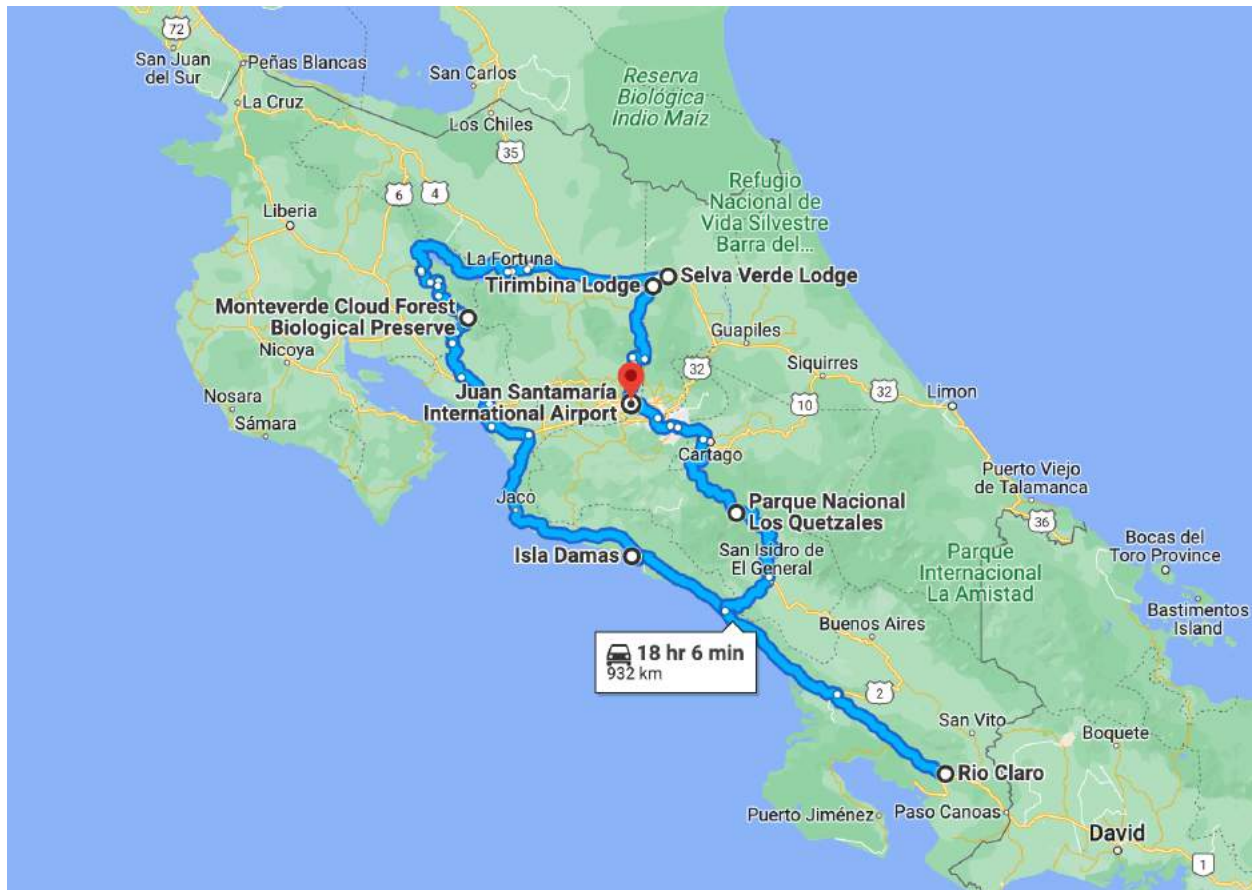 72
San Juan
del Sur
Peñas Blancas
San Carlos
La Cruz
Reserva
Biológica
Indio Maíz
Los Chiles
35
Refugio
Nacional de
Vida Silvestre
Barra del...
6
4
Liberia
La Fortuna
Selva Verde Lodge
Tirimbina Lodge
Monteverde Cloud Forest
Biological Preserve
Guapiles
Nicoya
Siquirres
32
32
Limon
Nosara
Juan Santamaría
International Airport
10
Sámara
Cartago
Puerto Viejo
de Talamanca
Jacó
Parque Nacional
Los Quetzales
36
Bocas del
Toro Province
Isla Damas
San Isidro de
El General
Parque
Internacional
La Amistad
Bastimentos
Island
Buenos Aires
18 hr 6 min
932 km
2
San Vito
Boquete
Rio Claro
Puerto Jiménez
Paso Canoas
David
1